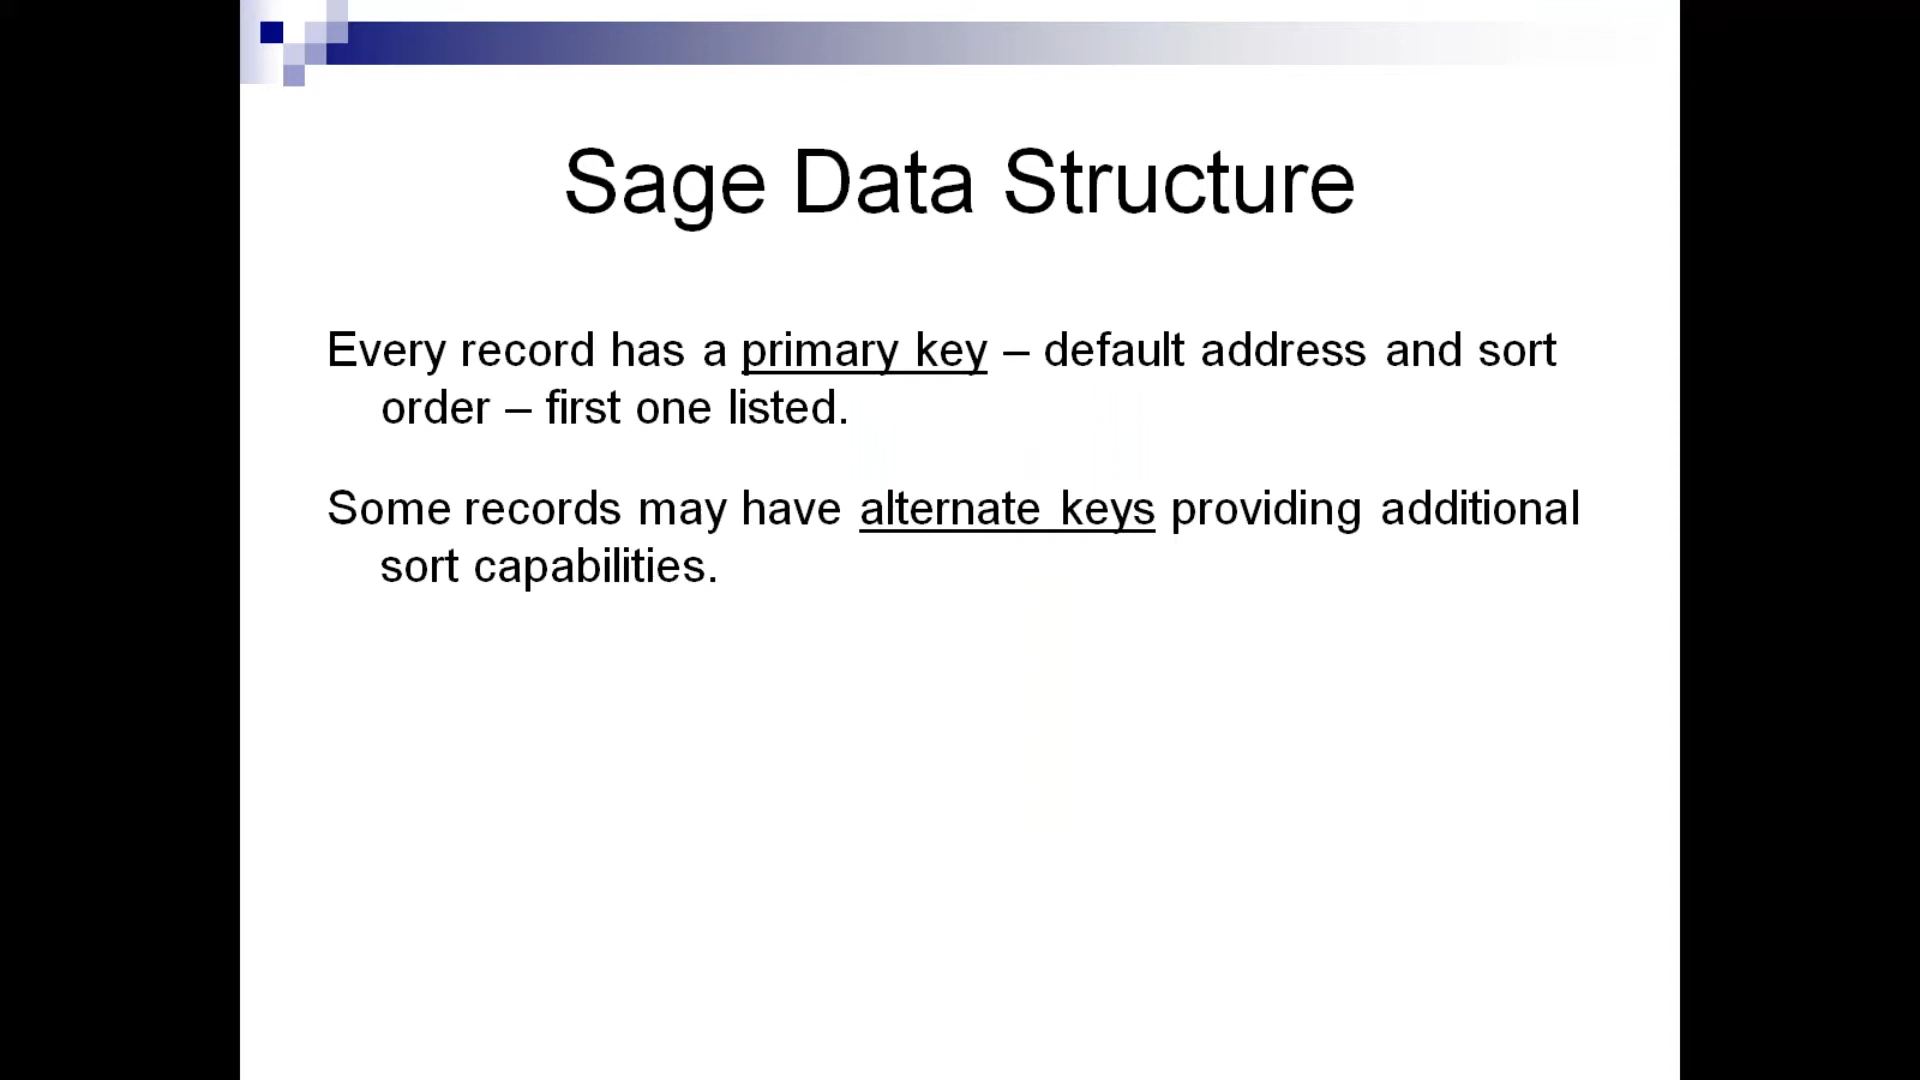 Sage Data Structure
Every record has a primary key – default address and sort
order – first one listed.
Some records may have alternate keys providing additional
sort capabilities.